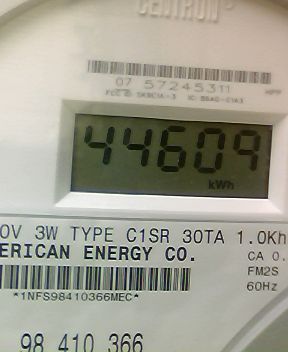 CENTRON
07 57245311
44609
kWh
0V 3W TYPE C1SR 30TA 1.0Kh
ERICAN ENERGY CO.
CA 0.
FM2S
60Hz
*1NFS98410366MEC*
98 410 366